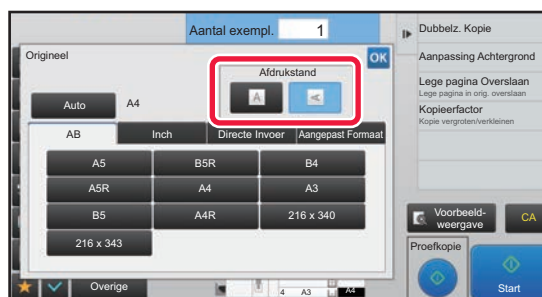 Aantal exempl. 1
Origineel
OK
Afdrukstand
A A
Auto A4
AB Inch Directe Invoer Aangepast Formaat
A5 B5R B4
A5R A4 A3
B5 A4R 216 x 340
216 x 343
Overige
4 A3 A4
Dubbelz. Kopie
Aanpassing Achtergrond
Lege pagina Overslaan
Lege pagina in orig. overslaan
Kopieerfactor
Kopie vergroten/verkleinen
Voorbeeld-
weergave
CA
Proefkopie
Start